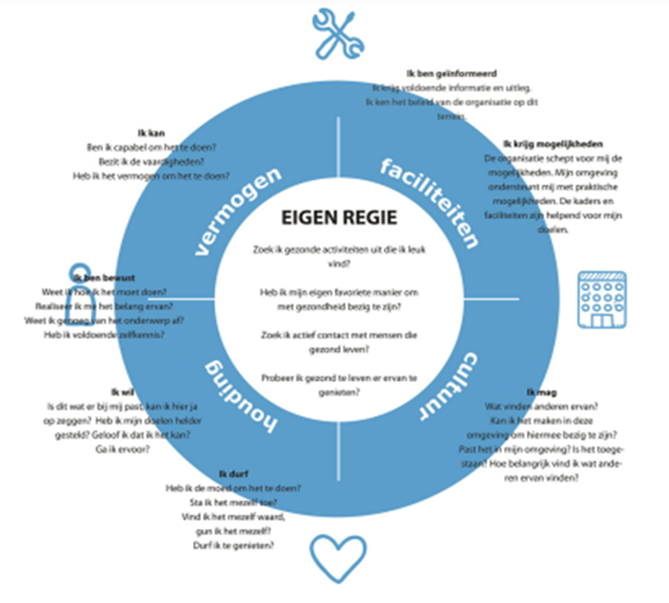 Ik ben geïnformeerd
Ik krijg voldoende informatie en uitleg.
Ik ken het beleid van de organisatie op dit
terrein.
Ik krijg mogelijkheden
De organisatie schept voor mij de
mogelijkheden. Mijn omgeving
ondersteunt mij met praktische
mogelijkheden. De kaders en
faciliteiten zijn helpend voor mijn
doelen.
Ik kan
Ben ik capabel om het te doen?
Bezit ik de vaardigheden?
Heb ik het vermogen om het te doen?
vermogen
faciliteiten
EIGEN REGIE
Zoek ik gezonde activiteiten uit die ik leuk
vind?
Heb ik mijn eigen favoriete manier om
met gezondheid bezig te zijn?
Zoek ik actief contact met mensen die
gezond leven?
Probeer ik gezond te leven er ervan te
genieten?
Ik ben bewust
Weet ik hoe ik het moet doen?
Realiseer ik me het belang ervan?
Weet ik genoeg van het onderwerp af?
Heb ik voldoende zelfkennis?
houding
cultuur
Ik wil
Is dit wat er bij mij past, kan ik hier ja
op zeggen? Heb ik mijn doelen helder
gesteld? Geloof ik dat ik het kan?
Ga ik ervoor?
Ik mag
Wat vinden anderen ervan?
Kan ik het maken in deze
omgeving om hiermee bezig te zijn?
Past het in mijn omgeving? Is het toege-
staan? Hoe belangrijk vind ik wat ande-
ren ervan vinden?
Ik durf
Heb ik de moed om het te doen?
Sta ik het mezelf toe?
Vind ik het mezelf waard,
gun ik het mezelf?
Durf ik te genieten?